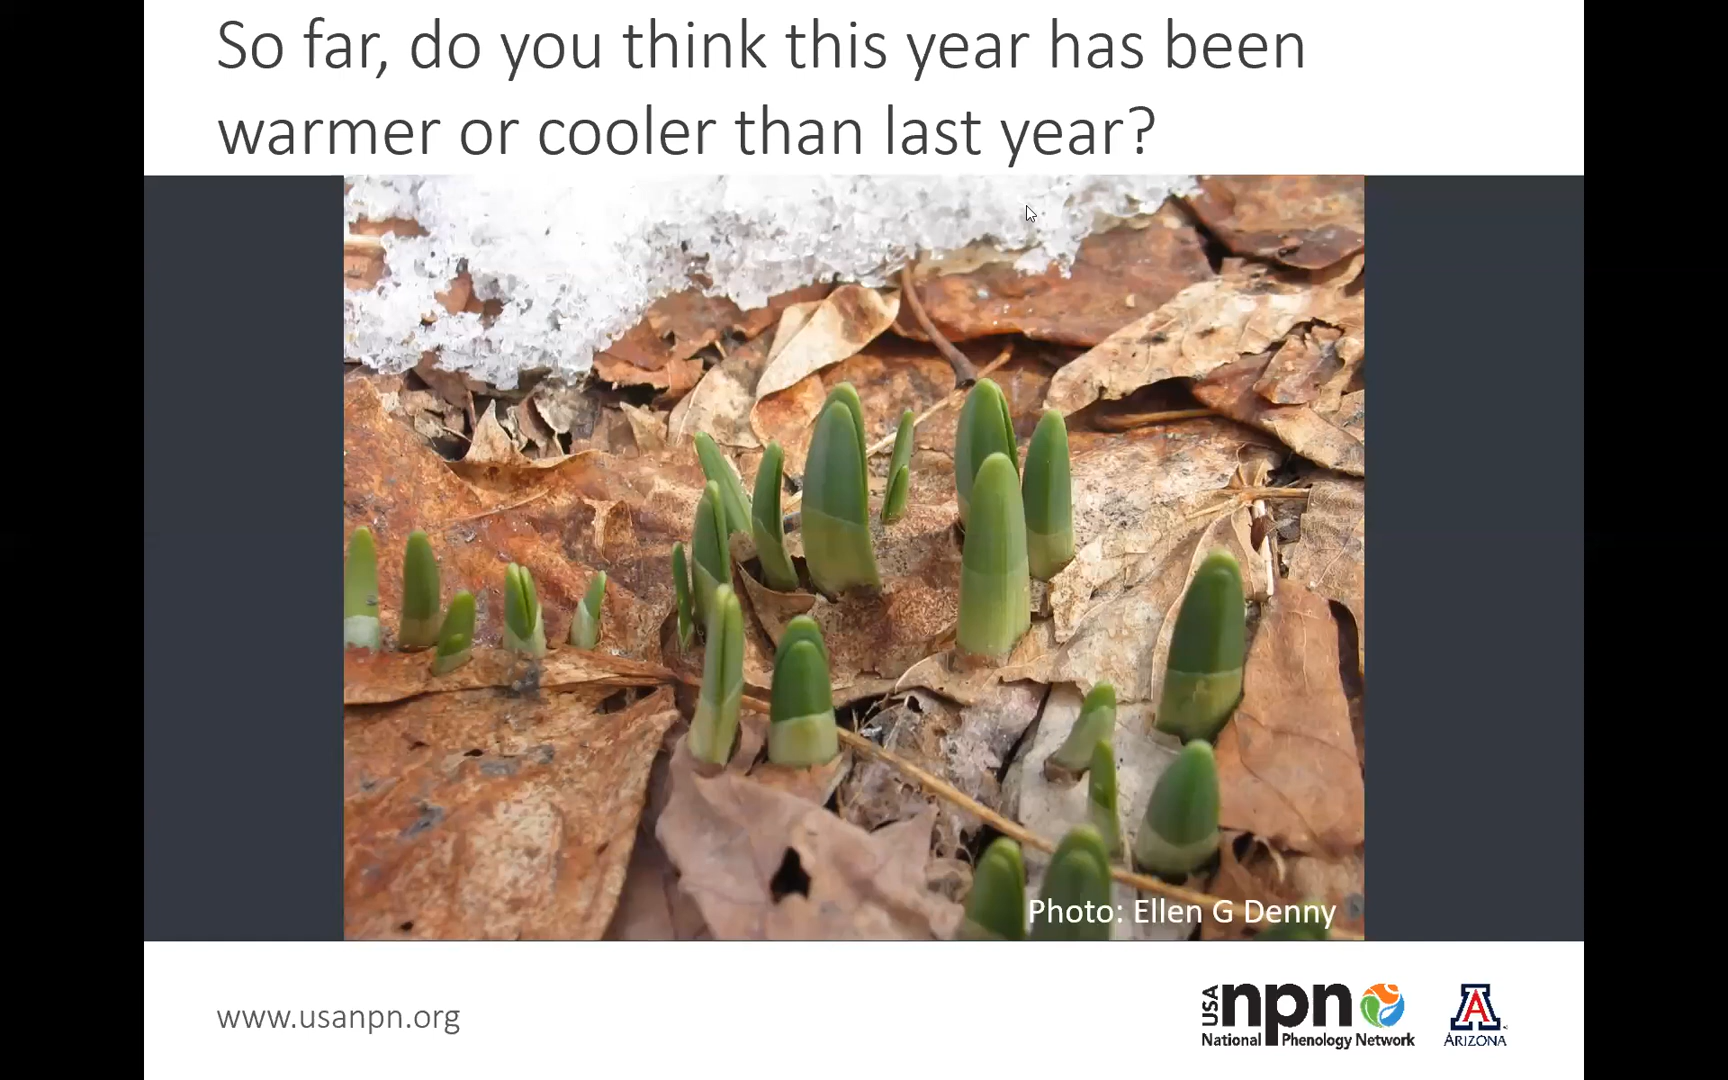 So far, do you think this year has been
warmer or cooler than last year?
Photo: Ellen G Denny
www.usanpn.org
USA npn
National Phenology Network
A
ARIZONA